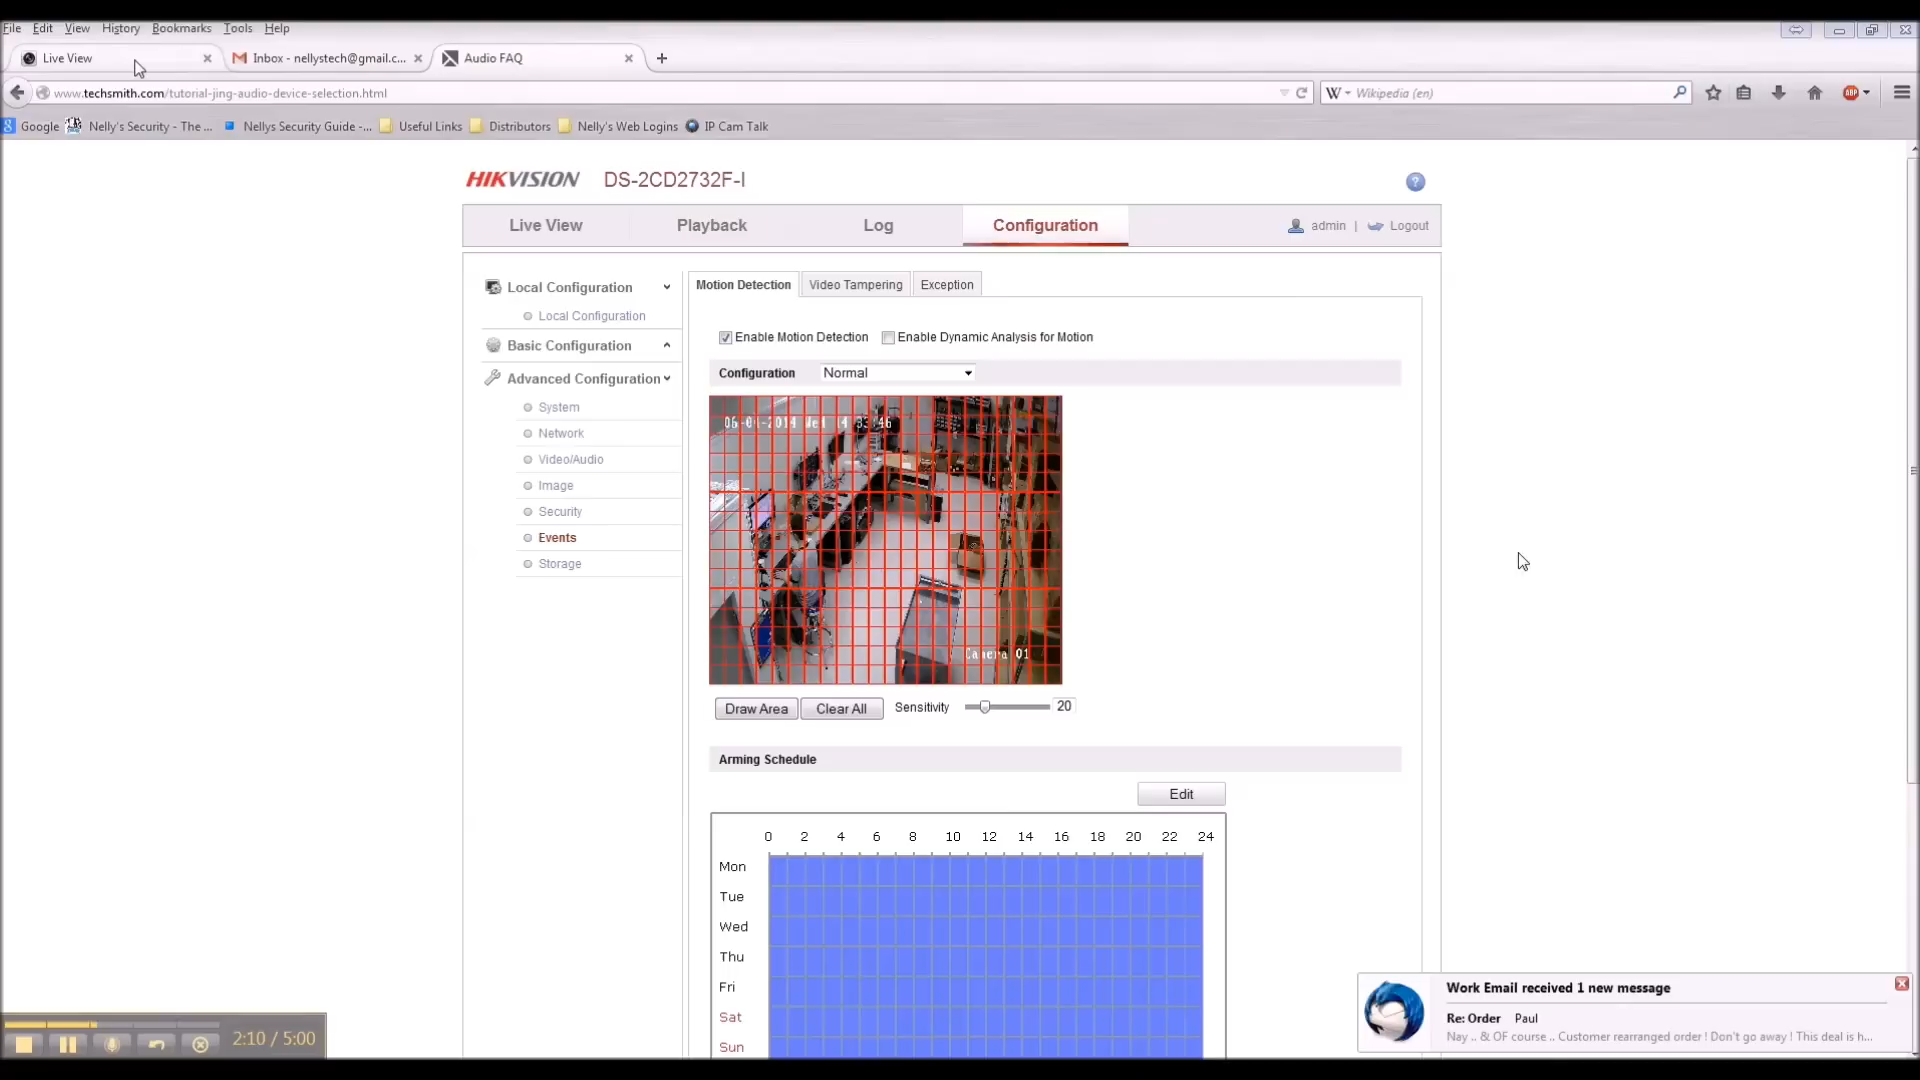 File Edit View History Bookmarks Tools Help
Live View
Inbox - nellystech@gmail.c...
Audio FAQ
www.techsmith.com/tutorial-jing-audio-device-selection.html
W Wikipedia (en)
ABP
Google
Nelly's Security - The ...
Nellys Security Guide -...
Useful Links
Distributors
Nelly's Web Logins
IP Cam Talk
HIKVISION DS-2CD2732F-I
Live View Playback Log Configuration
admin | Logout
Local Configuration
Local Configuration
Basic Configuration
Advanced Configuration
System
Network
Video/Audio
Image
Security
Events
Storage
Motion Detection Video Tampering Exception
Enable Motion Detection Enable Dynamic Analysis for Motion
Configuration Normal
Camera 01
Draw Area Clear All Sensitivity 20
Arming Schedule
Edit
0 2 4 6 8 10 12 14 16 18 20 22 24
Mon
Tue
Wed
Thu
Fri
Sat
Sun
2:10 / 5:00
Work Email received 1 new message
Re: Order Paul
Nay .. & OF course .. Customer rearranged order ! Don't go away ! This deal is h...